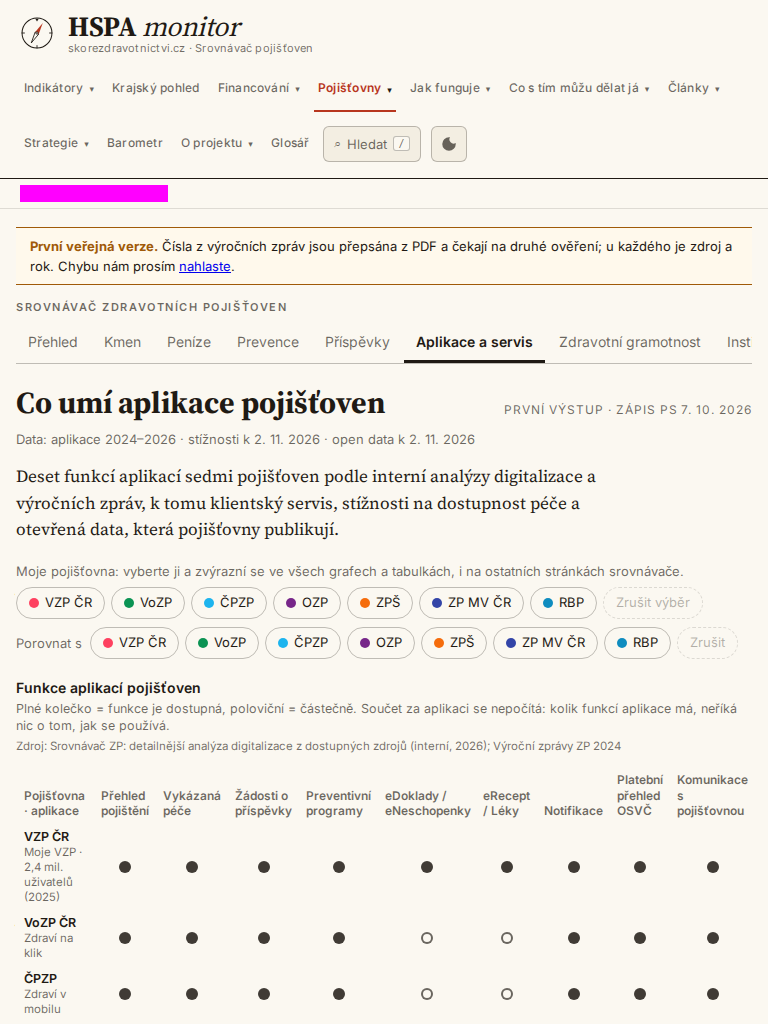 HSPA monitor
skorezdravotnictvi.cz · Srovnávač pojišťoven
Indikátory ▾ Krajský pohled Financování ▾ Pojišťovny ▾ Jak funguje ▾ Co s tím můžu dělat já ▾ Články ▾
Strategie ▾ Barometr O projektu ▾ Glosář Hledat /
První veřejná verze. Čísla z výročních zpráv jsou přepsána z PDF a čekají na druhé ověření; u každého je zdroj a
rok. Chybu nám prosím nahlaste.
SROVNÁVAČ ZDRAVOTNÍCH POJIŠŤOVEN
Přehled Kmen Peníze Prevence Příspěvky Aplikace a servis Zdravotní gramotnost Inst
Co umí aplikace pojišťoven
PRVNÍ VÝSTUP · ZÁPIS PS 7. 10. 2026
Data: aplikace 2024–2026 · stížnosti k 2. 11. 2026 · open data k 2. 11. 2026
Deset funkcí aplikací sedmi pojišťoven podle interní analýzy digitalizace a
výročních zpráv, k tomu klientský servis, stížnosti na dostupnost péče a
otevřená data, která pojišťovny publikují.
Moje pojišťovna: vyberte ji a zvýrazní se ve všech grafech a tabulkách, i na ostatních stránkách srovnávače.
VZP ČR VoZP ČPZP OZP ZPŠ ZP MV ČR RBP Zrušit výběr
Porovnat s VZP ČR VoZP ČPZP OZP ZPŠ ZP MV ČR RBP Zrušit
Funkce aplikací pojišťoven
Plné kolečko = funkce je dostupná, poloviční = částečně. Součet za aplikaci se nepočítá: kolik funkcí aplikace má, neříká
nic o tom, jak se používá.
Zdroj: Srovnávač ZP: detailnější analýza digitalizace z dostupných zdrojů (interní, 2026); Výroční zprávy ZP 2024
Platební Komunikace
Pojišťovna Přehled Vykázaná Žádosti o Preventivní eDoklady / eRecept přehled s
· aplikace pojištění péče příspěvky programy eNeschopenky / Léky Notifikace OSVČ pojišťovnou
VZP ČR
Moje VZP ·
2,4 mil.
uživatelů
(2025)
VoZP ČR
Zdraví na
klik
ČPZP
Zdraví v
mobilu